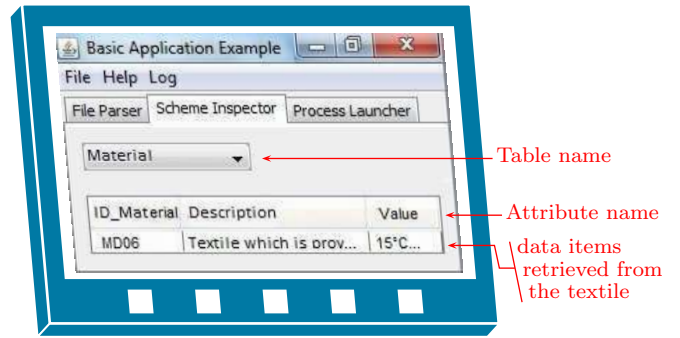 Basic Application Example
File Help Log
File Parser Scheme Inspector Process Launcher
Material
Table name
ID_Material Description Value
Attribute name
MD06 Textile which is prov... 15°C...
data items
retrieved from
the textile